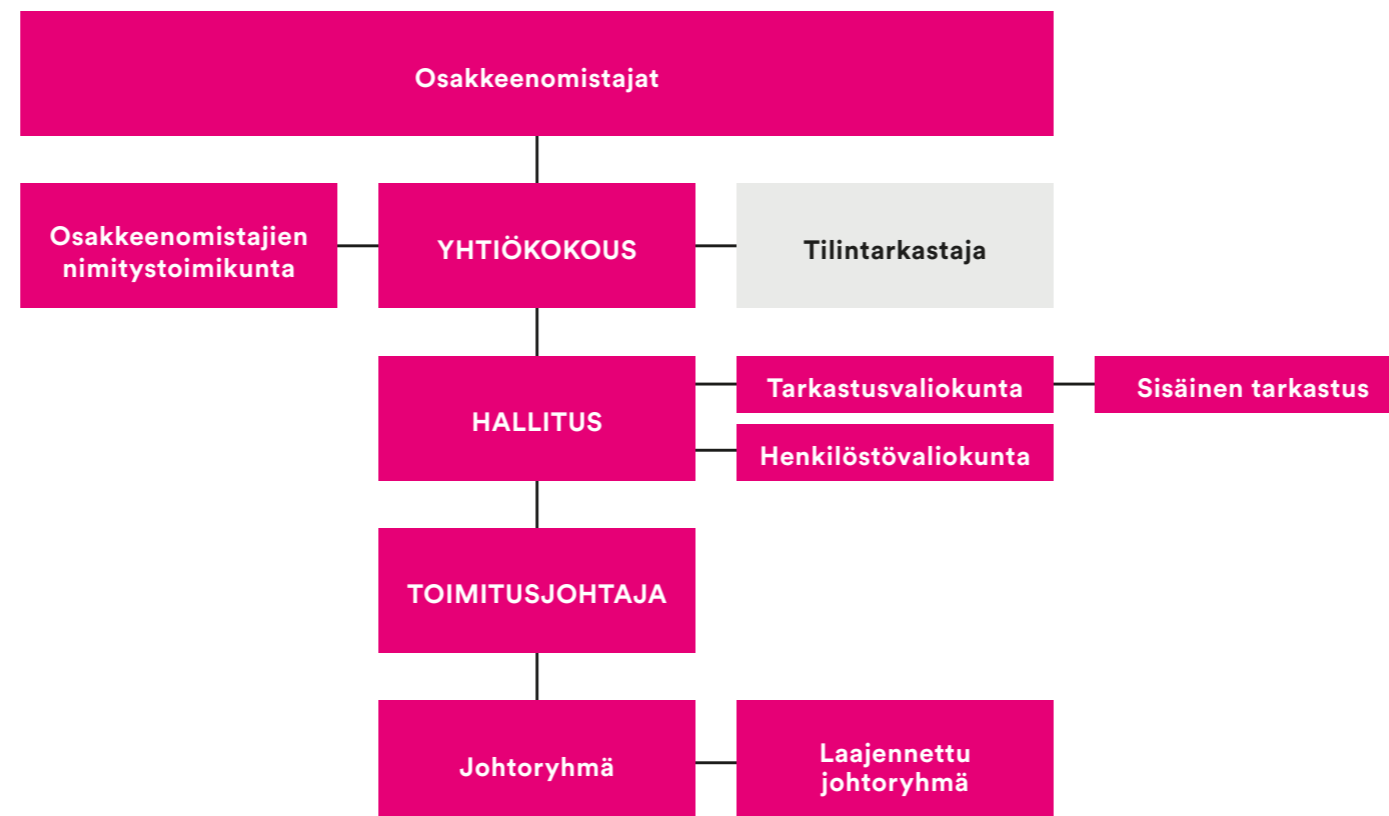 Osakkeenomistajat
Osakkeenomistajien
nimitystoimikunta
YHTIÖKOKOUS
Tilintarkastaja
HALLITUS
Tarkastusvaliokunta
Sisäinen tarkastus
Henkilöstövaliokunta
TOIMITUSJOHTAJA
Johtoryhmä
Laajennettu
johtoryhmä